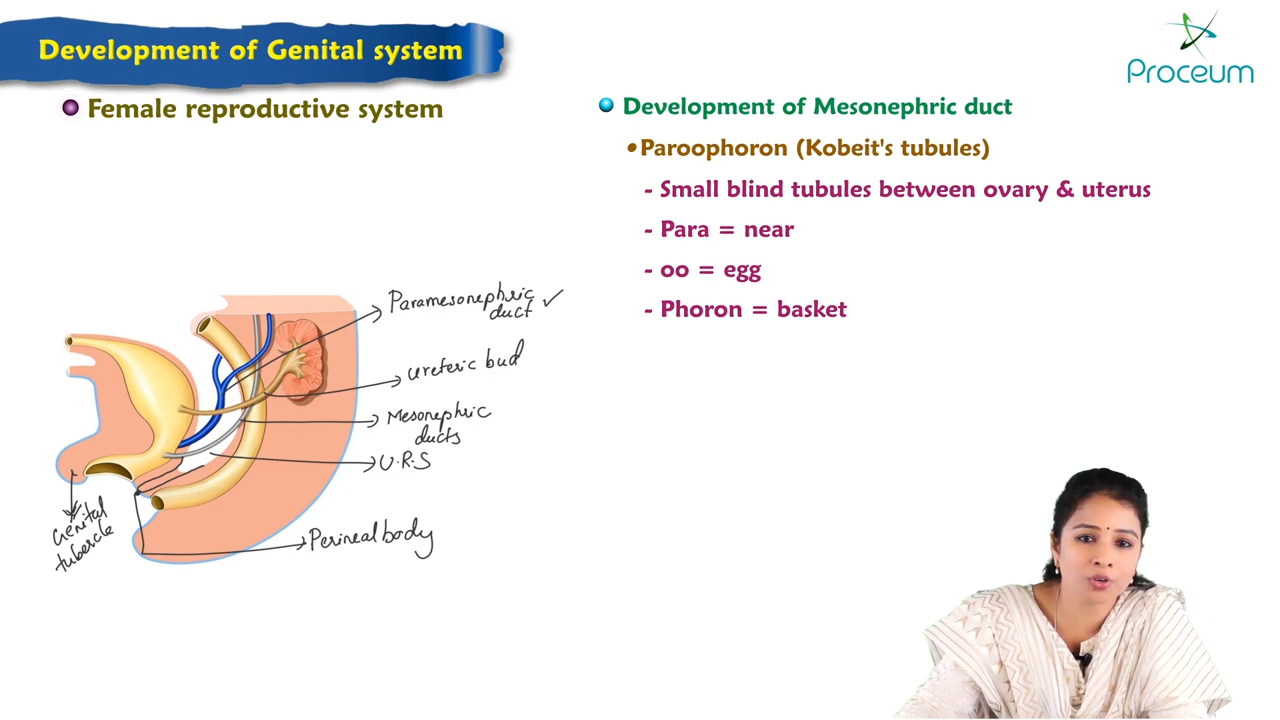 Development of Genital system
Proceum
Female reproductive system
Development of Mesonephric duct
•Paroophoron (Kobeit's tubules)
- Small blind tubules between ovary & uterus
- Para = near
- oo = egg
- Phoron = basket
Paramesonephric
duct ✓
Ureteric bud
Mesonephric
ducts
U.R.S
Genital
tubercle
Perineal body